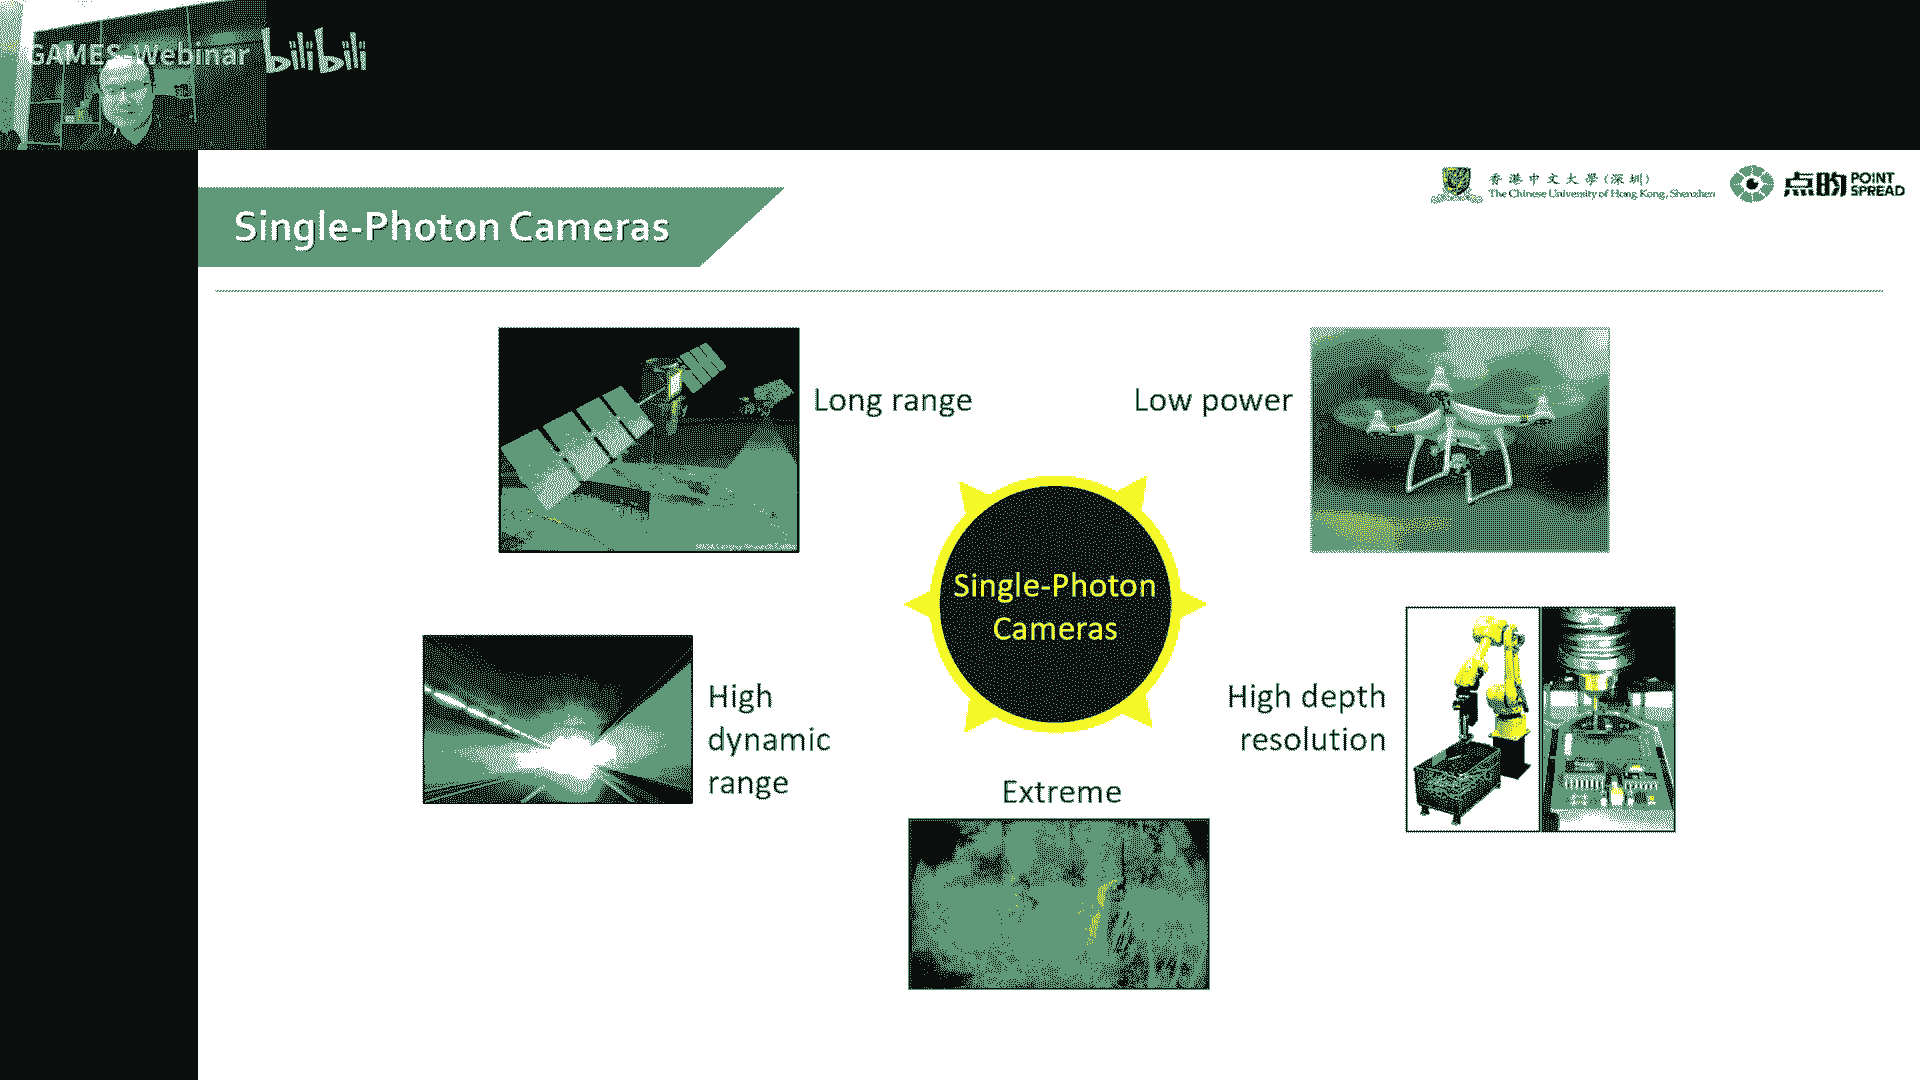 GAMES-Webinar
bilibili
香港中文大學(深圳)
The Chinese University of Hong Kong, Shenzhen
点昀 POINT
SPREAD
Single-Photon Cameras
Long range
Low power
Single-Photon
Cameras
High
dynamic
range
High depth
resolution
Extreme